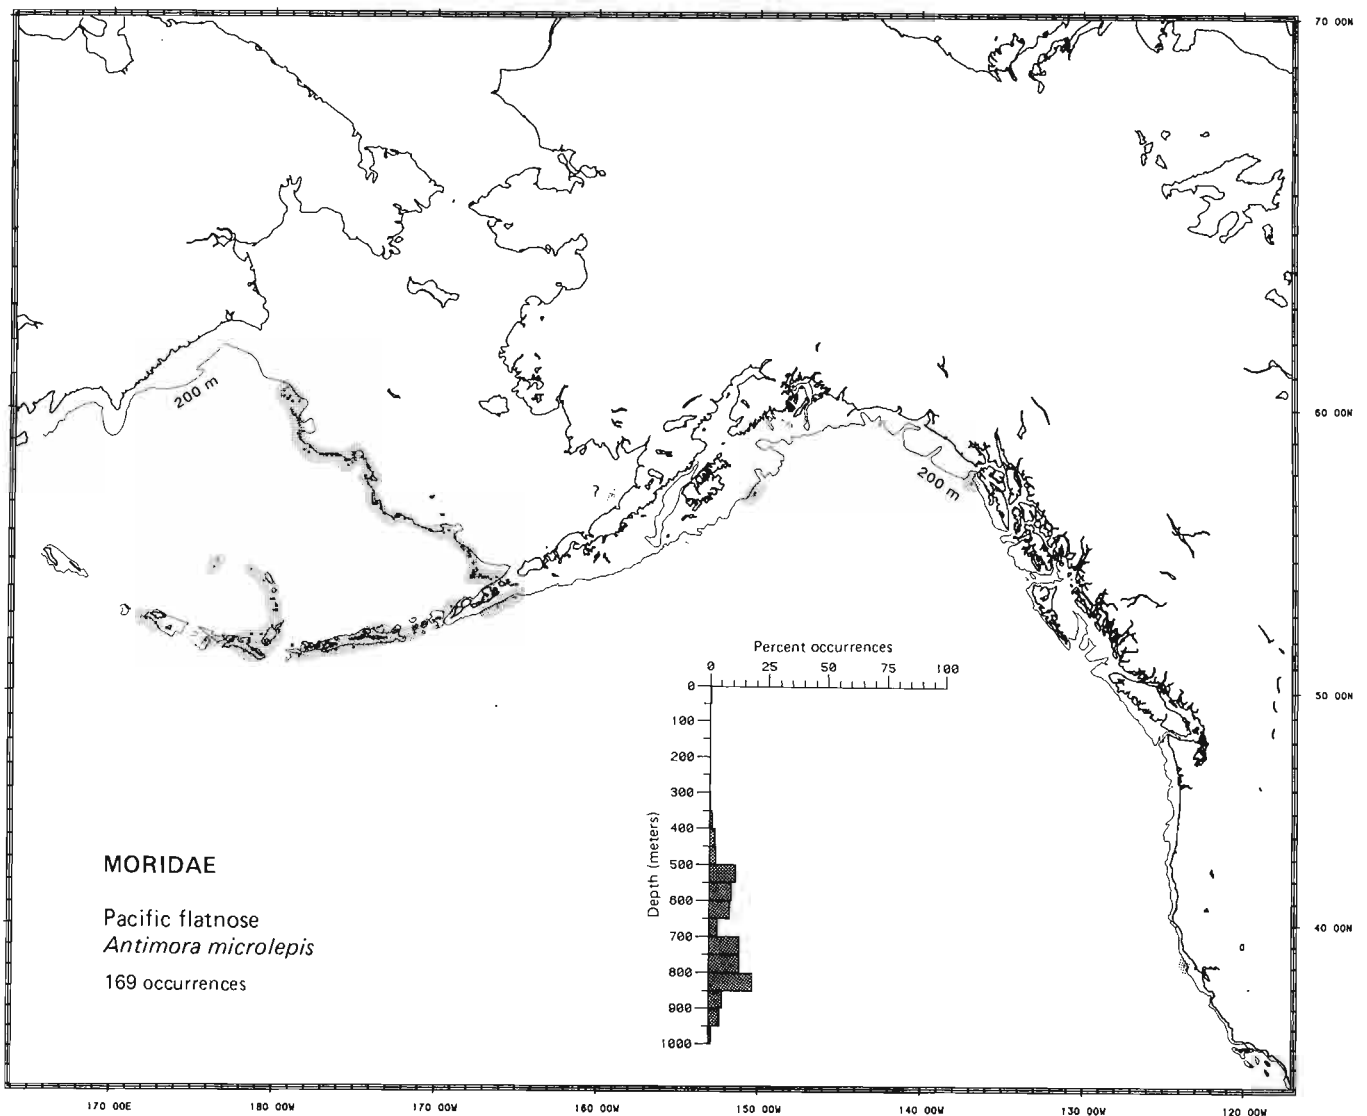 70 00N
200 m
60 00N
200 m
?
50 00N
Percent occurrences
0 25 50 75 100
0
100
200
300
400
500
600
700
800
900
1000
Depth (meters)
MORIDAE
Pacific flatnose
Antimora microlepis
169 occurrences
40 00N
170 00E 180 00W 170 00W 160 00W 150 00W 140 00W 130 00W 120 00W